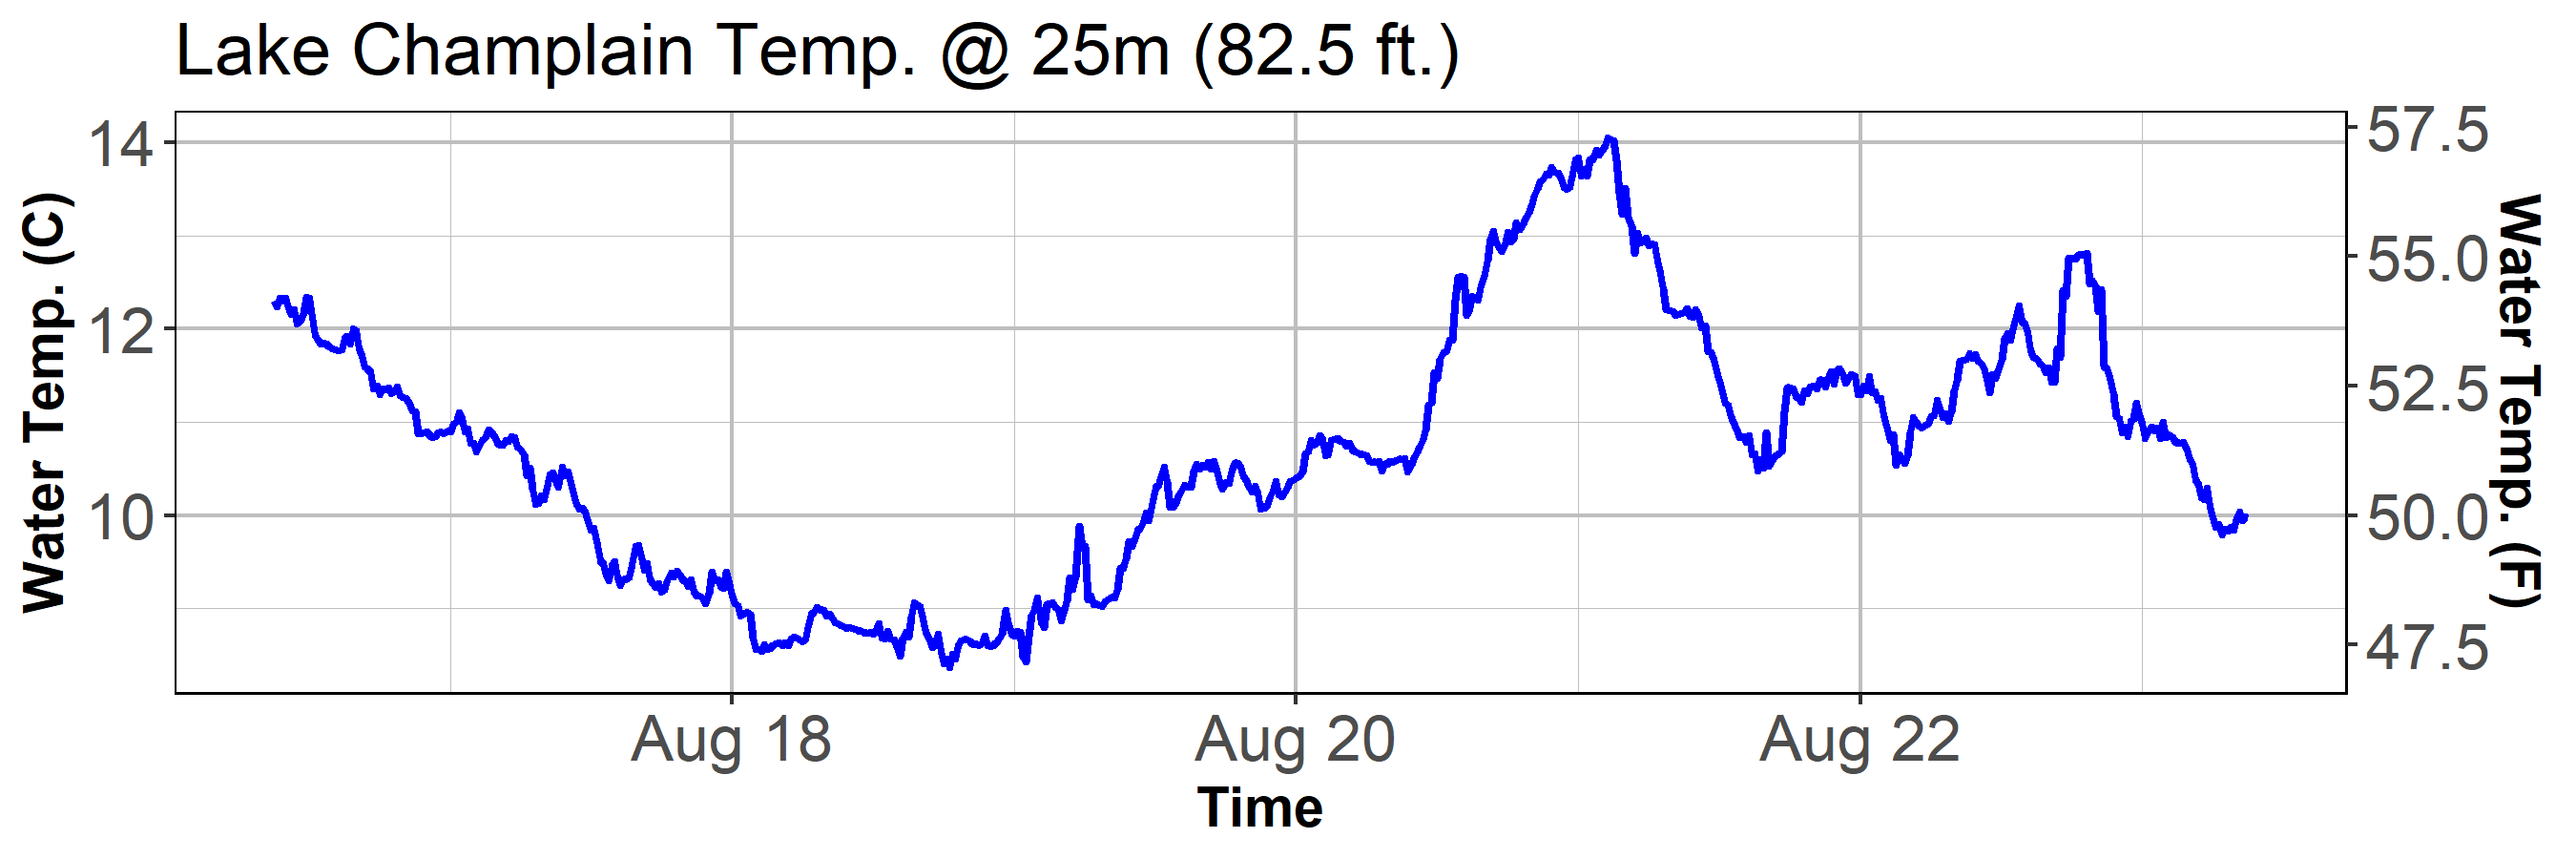 Lake Champlain Temp. @ 25m (82.5 ft.)
Water Temp. (C)
14
12
10
57.5
55.0
52.5
50.0
47.5
Water Temp. (F)
Aug 18
Aug 20
Aug 22
Time